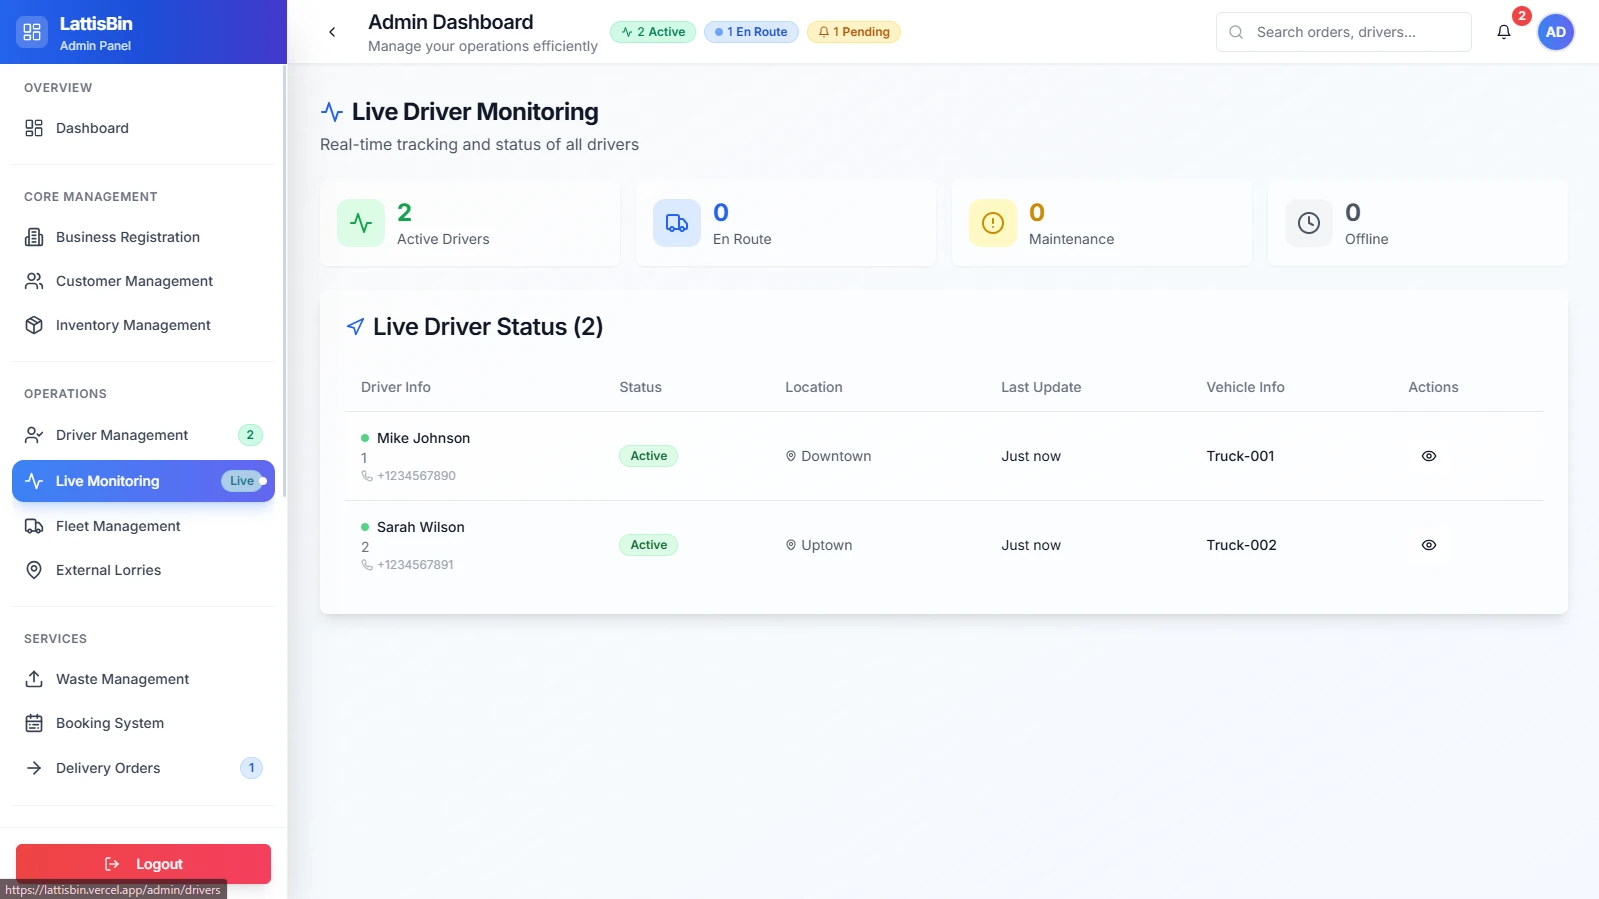 LattisBin
Admin Panel
OVERVIEW
Dashboard
CORE MANAGEMENT
Business Registration
Customer Management
Inventory Management
OPERATIONS
Driver Management 2
Live Monitoring Live
Fleet Management
External Lorries
SERVICES
Waste Management
Booking System
Delivery Orders 1
Logout
https://lattisbin.vercel.app/admin/drivers
Admin Dashboard
Manage your operations efficiently
2 Active
1 En Route
1 Pending
Search orders, drivers...
2
AD
Live Driver Monitoring
Real-time tracking and status of all drivers
2
Active Drivers
0
En Route
0
Maintenance
0
Offline
Live Driver Status (2)
Driver Info Status Location Last Update Vehicle Info Actions
Mike Johnson
1
+1234567890
Active Downtown Just now Truck-001
Sarah Wilson
2
+1234567891
Active Uptown Just now Truck-002